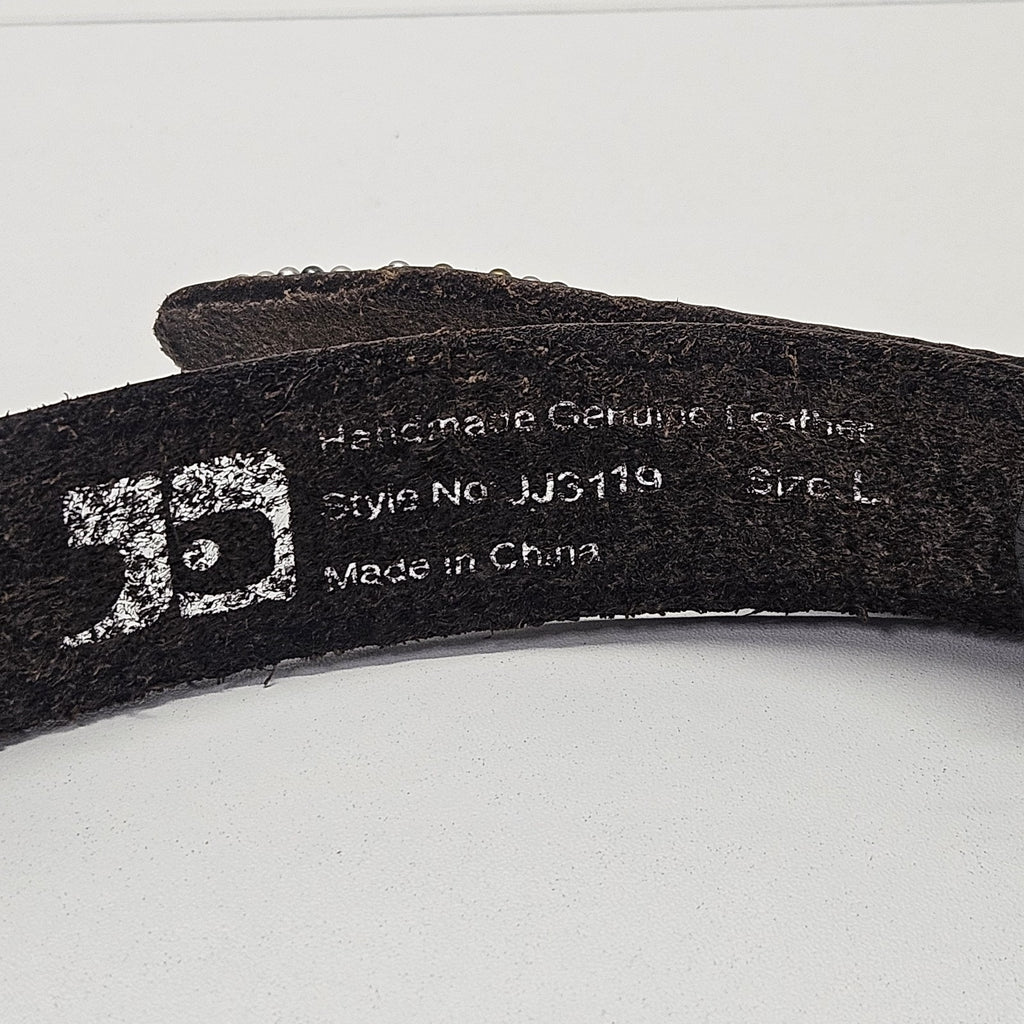 Handmade Genuine Leather
Style No: JJ3119 Size: L
Made in China